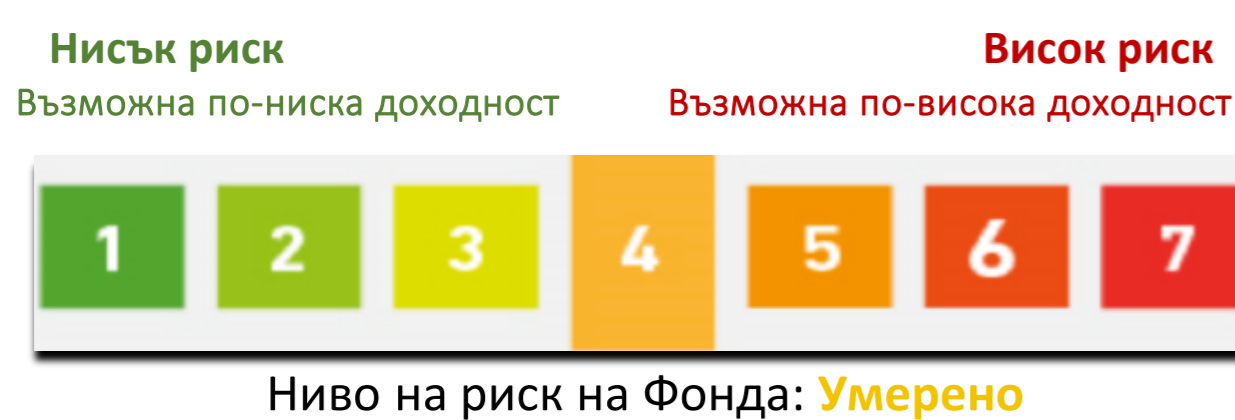 Нисък риск Висок риск
Възможна по-ниска доходност Възможна по-висока доходност
1 2 3 4 5 6 7
Ниво на риск на Фонда: Умерено